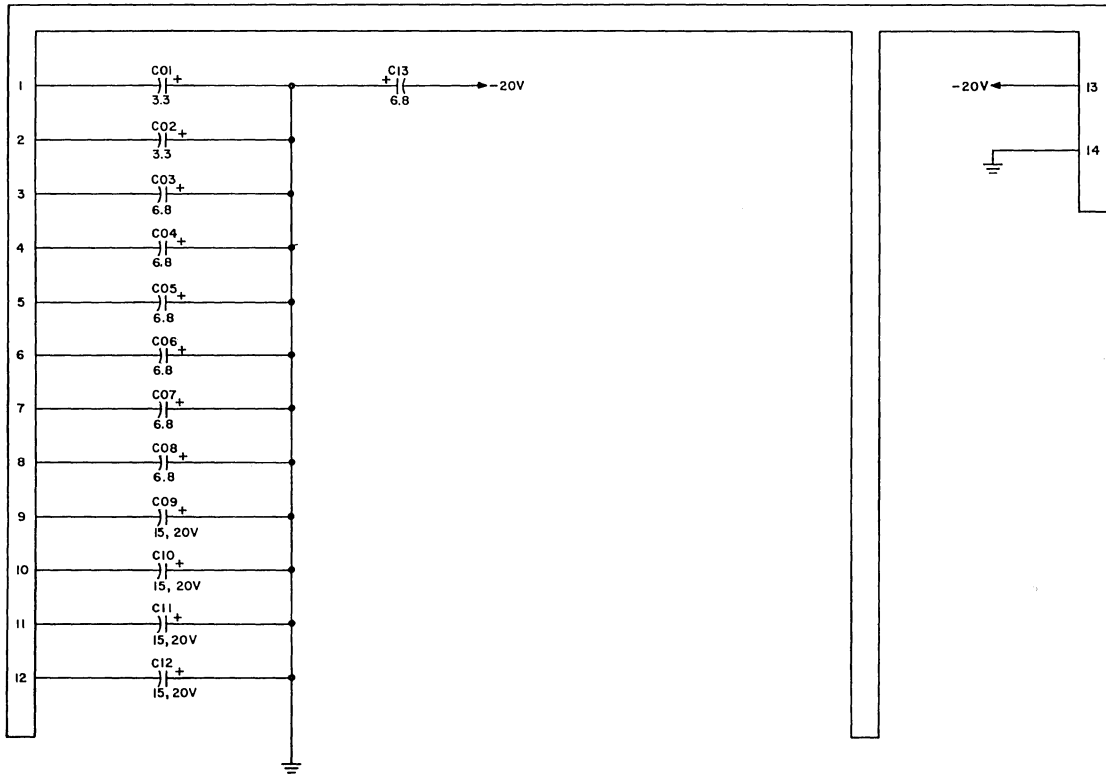 C01
+
1
3.3
C13
+
6.8
-20V
-20V
13
C02
+
2
3.3
14
C03
+
3
6.8
C04
+
4
6.8
C05
+
5
6.8
C06
+
6
6.8
C07
+
7
6.8
C08
+
8
6.8
C09
+
9
15, 20V
C10
+
10
15, 20V
C11
+
11
15, 20V
C12
+
12
15, 20V